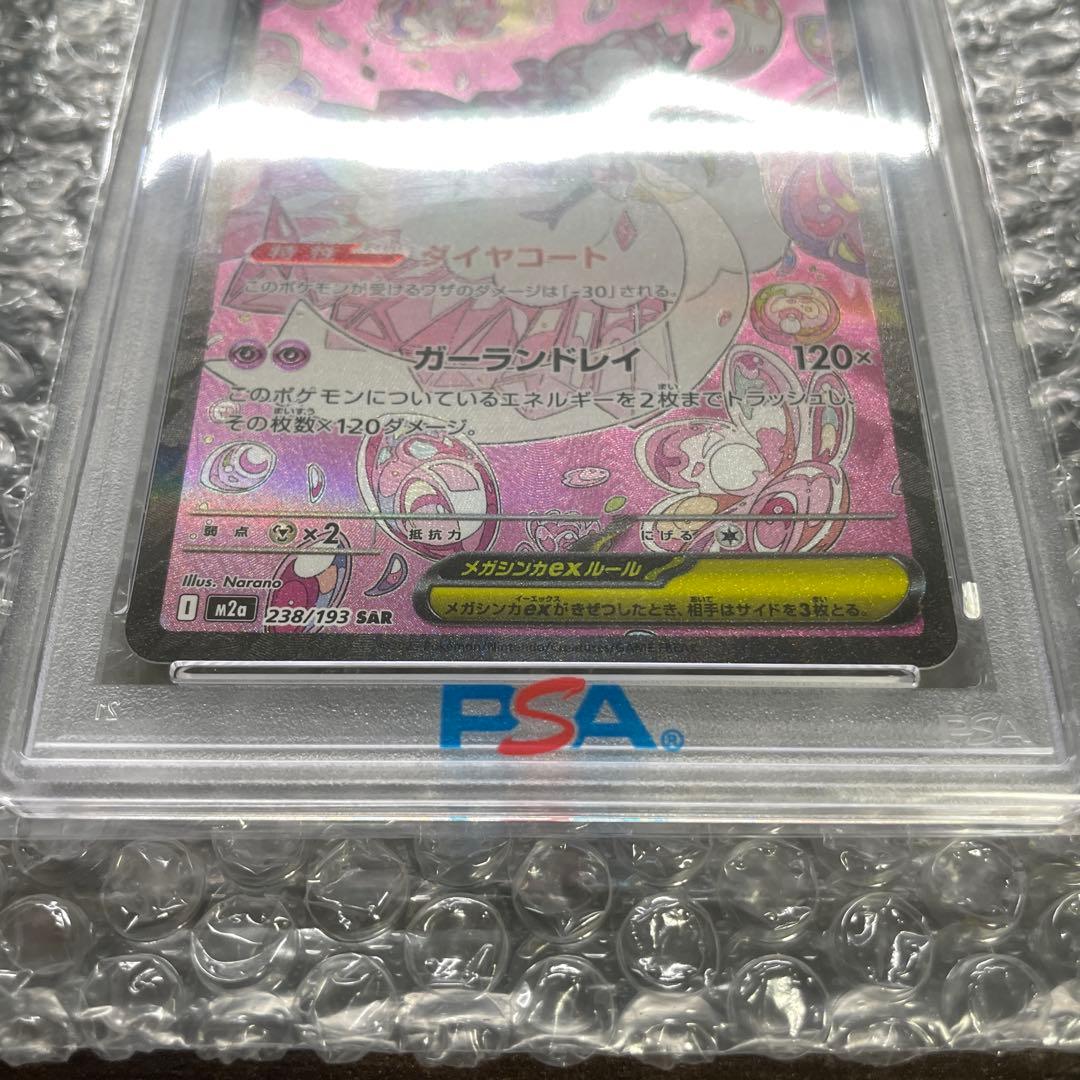 特性 ダイヤコート
このポケモンが受けるワザのダメージは「-30」される。
ガーランドレイ 120×
このポケモンについているエネルギーを2枚までトラッシュし、
その枚数×120ダメージ。
弱点 ×2 抵抗力 にげる
メガシンカexルール
メガシンカexがきぜつしたとき、相手はサイドを3枚とる。
Illus. Narano
I M2a 238/193 SAR
Pokémon/Nintendo/Creatures/GAME FREAK
PSA®
PSA